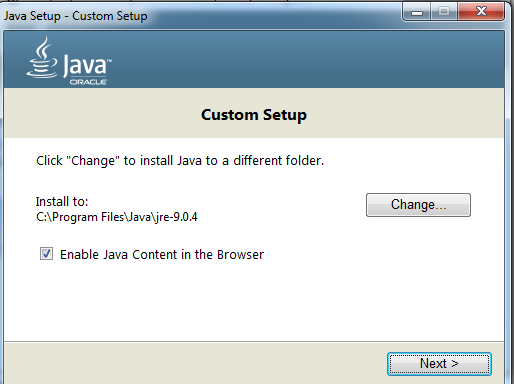 Java Setup - Custom Setup
Java™
ORACLE
Custom Setup
Click "Change" to install Java to a different folder.
Install to:
C:\Program Files\Java\jre-9.0.4
Change...
Enable Java Content in the Browser
Next >